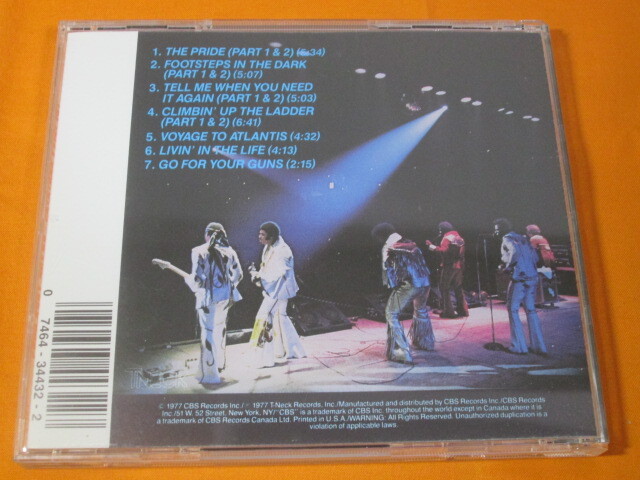 1. THE PRIDE (PART 1 & 2) (5:34)
2. FOOTSTEPS IN THE DARK
(PART 1 & 2) (5:07)
3. TELL ME WHEN YOU NEED
IT AGAIN (PART 1 & 2) (5:03)
4. CLIMBIN' UP THE LADDER
(PART 1 & 2) (6:41)
5. VOYAGE TO ATLANTIS (4:32)
6. LIVIN' IN THE LIFE (4:13)
7. GO FOR YOUR GUNS (2:15)
0 7464-34432-2
© 1977 CBS Records Inc./℗ 1977 T-Neck Records, Inc./Manufactured and distributed by CBS Records Inc./CBS Records
Inc./51 W. 52 Street, New York, NY/"CBS" is a trademark of CBS Inc. throughout the world except in Canada where it is
a trademark of CBS Records Canada Ltd. Printed in U.S.A./WARNING: All Rights Reserved. Unauthorized duplication is a
violation of applicable laws.